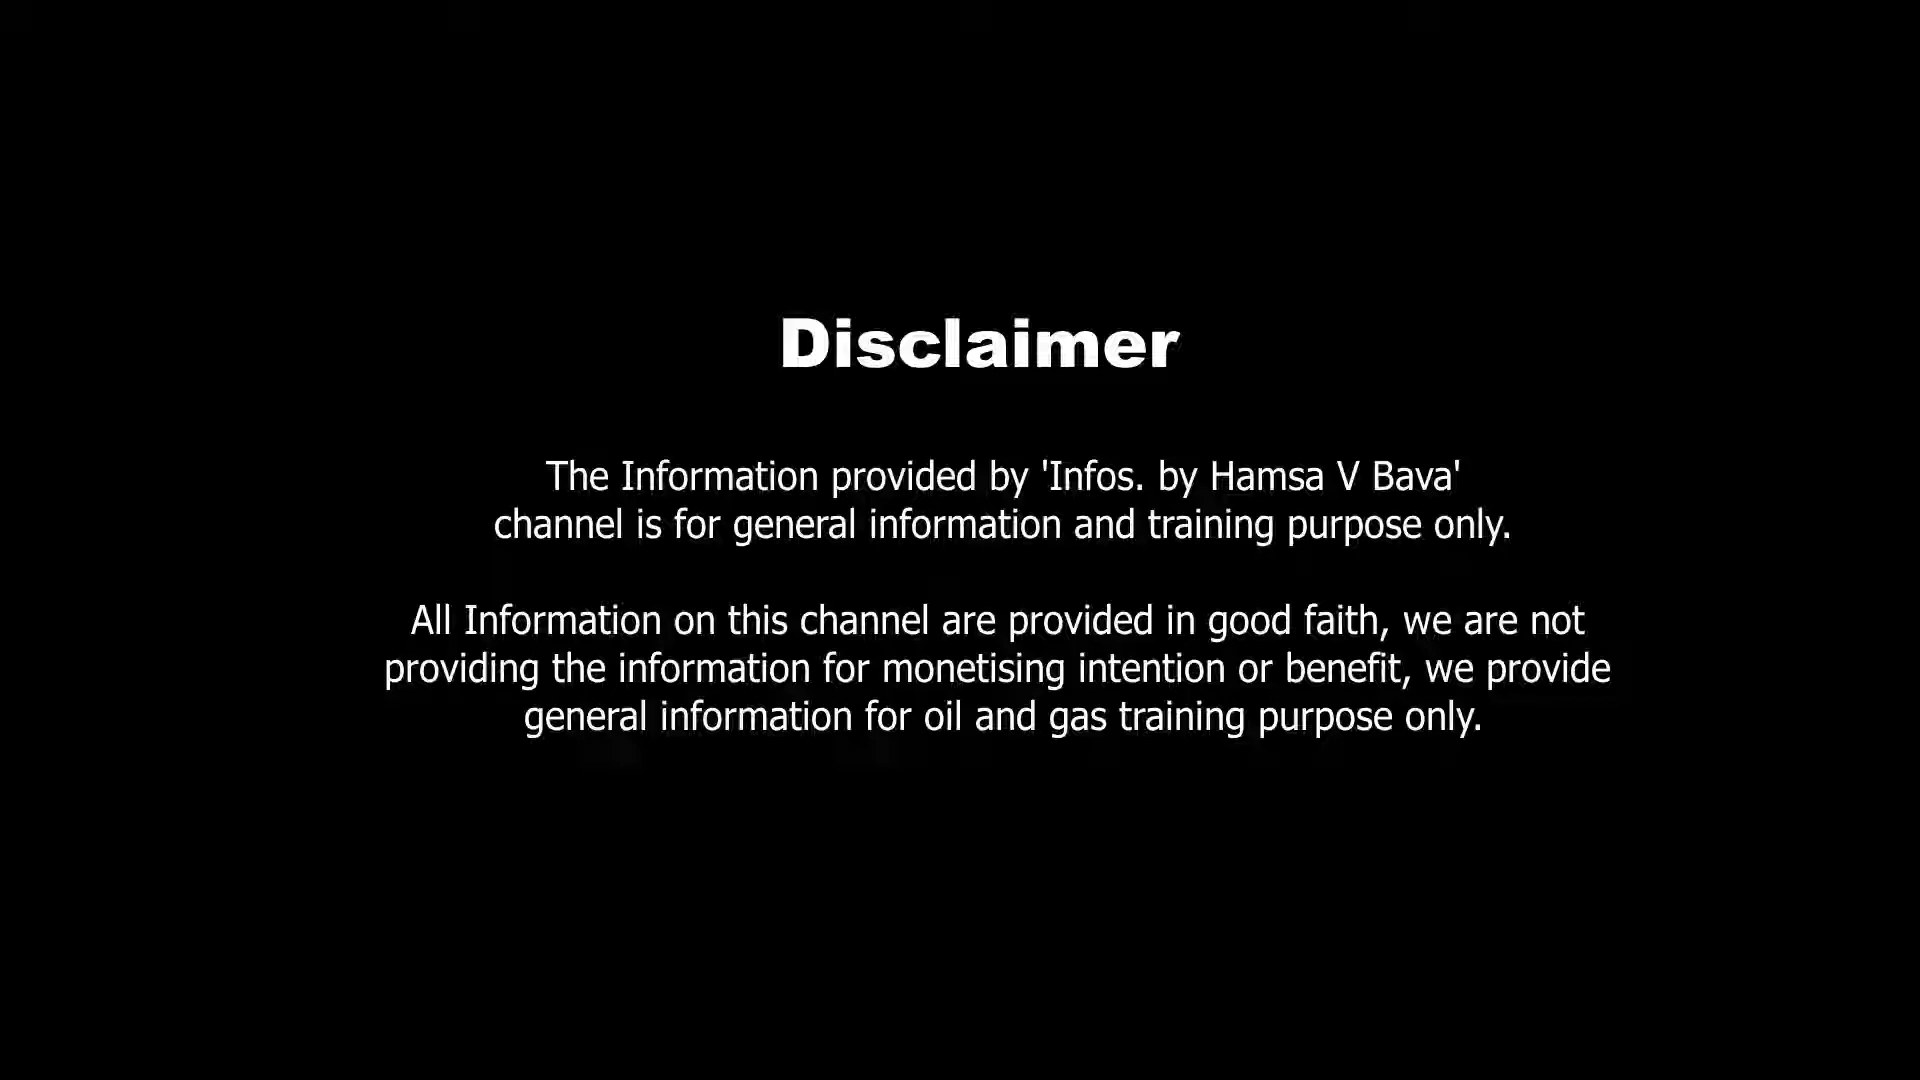 Disclaimer
The Information provided by 'Infos. by Hamsa V Bava'
channel is for general information and training purpose only.
All Information on this channel are provided in good faith, we are not
providing the information for monetising intention or benefit, we provide
general information for oil and gas training purpose only.